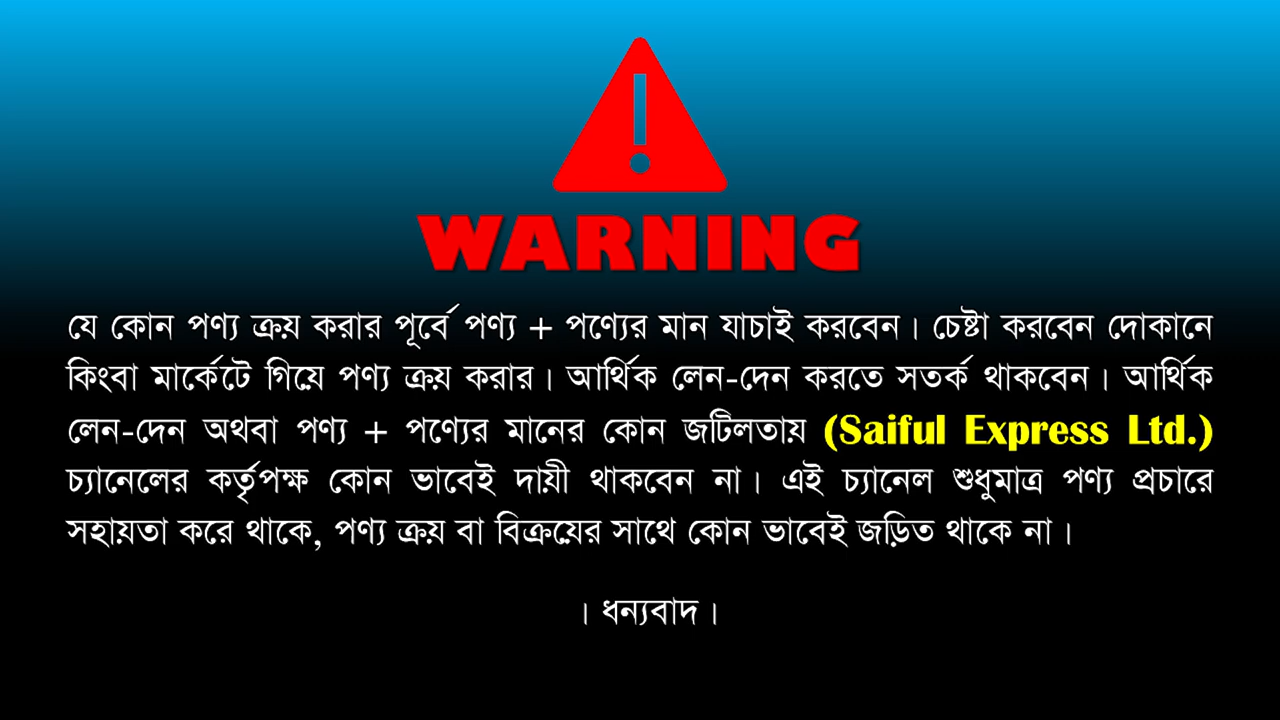 WARNING
যে কোন পণ্য ক্রয় করার পূর্বে পণ্য + পণ্যের মান যাচাই করবেন। চেষ্টা করবেন দোকানে
কিংবা মার্কেটে গিয়ে পণ্য ক্রয় করার। আর্থিক লেন-দেন করতে সতর্ক থাকবেন। আর্থিক
লেন-দেন অথবা পণ্য + পণ্যের মানের কোন জটিলতায় (Saiful Express Ltd.)
চ্যানেলের কর্তৃপক্ষ কোন ভাবেই দায়ী থাকবেন না। এই চ্যানেল শুধুমাত্র পণ্য প্রচারে
সহায়তা করে থাকে, পণ্য ক্রয় বা বিক্রয়ের সাথে কোন ভাবেই জড়িত থাকে না।
। ধন্যবাদ।